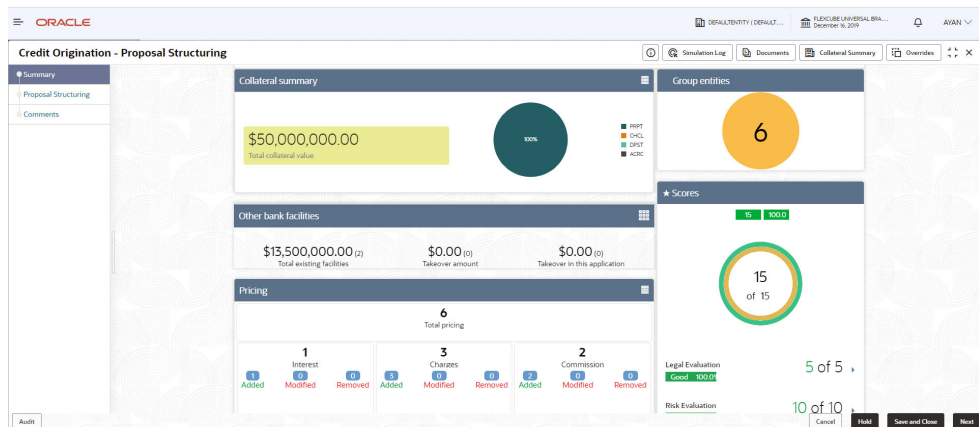 ORACLE
DEFAULTENTITY ( DEFAULT....
FLEXCUBE UNIVERSAL BRA....
December 16, 2019
AYAN
Credit Origination - Proposal Structuring
Simulation Log
Documents
Collateral Summary
Overrides
Summary
Proposal Structuring
Comments
Collateral summary
$50,000,000.00
Total collateral value
100%
PRPT
CHCL
DPST
ACRC
Group entities
6
Other bank facilities
$13,500,000.00 (2)
Total existing facilities
$0.00 (0)
Takeover amount
$0.00 (0)
Takeover in this application
Pricing
6
Total pricing
1
Interest
1 0 0
Added Modified Removed
3
Charges
3 0 0
Added Modified Removed
2
Commission
2 0 0
Added Modified Removed
Scores
15 100.0
15
of 15
Legal Evaluation
5 of 5
Good 100.0%
Risk Evaluation
10 of 10
Audit
Cancel
Hold
Save and Close
Next